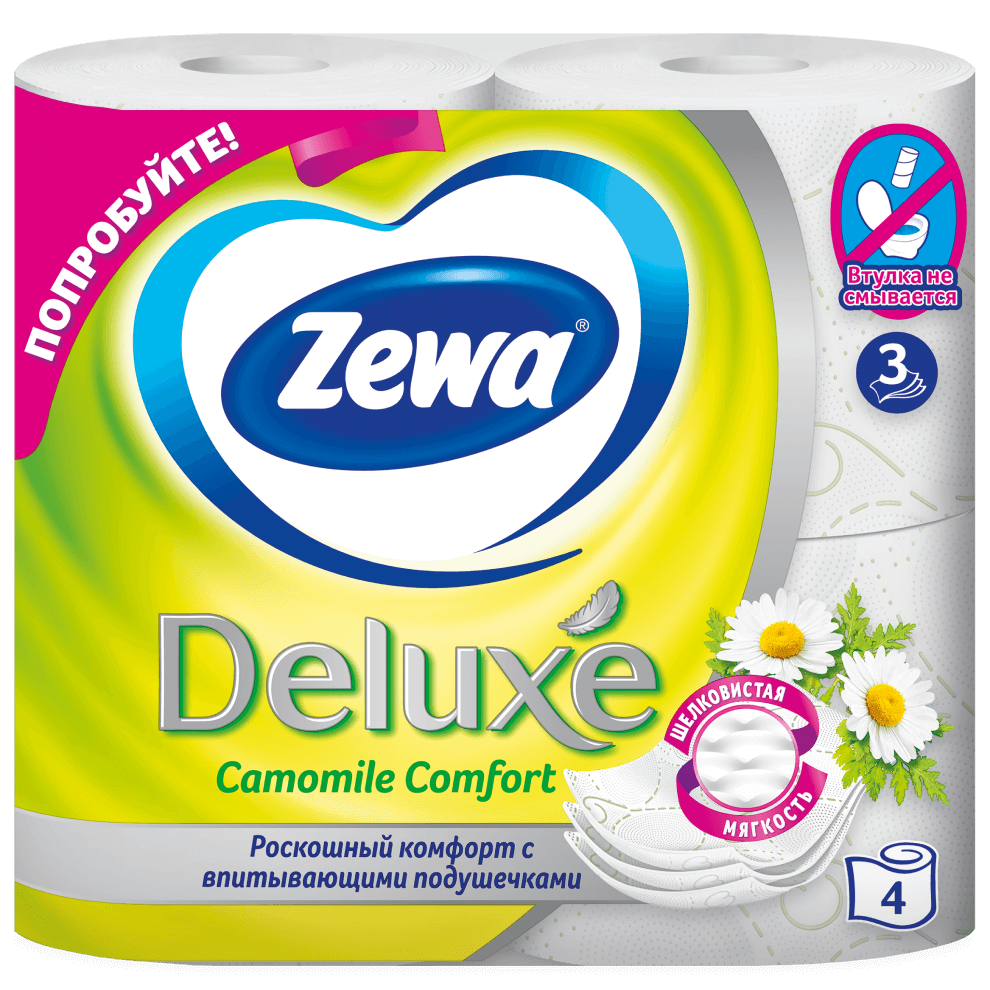 ПОПРОБУЙТЕ!
Zewa®
Втулка не
смывается
3
Deluxe
Camomile Comfort
ШЕЛКОВИСТАЯ
МЯГКОСТЬ
Роскошный комфорт с
впитывающими подушечками
4